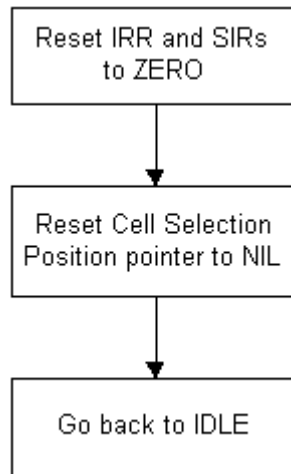 Reset IRR and SIRs
to ZERO
Reset Cell Selection
Position pointer to NIL
Go back to IDLE